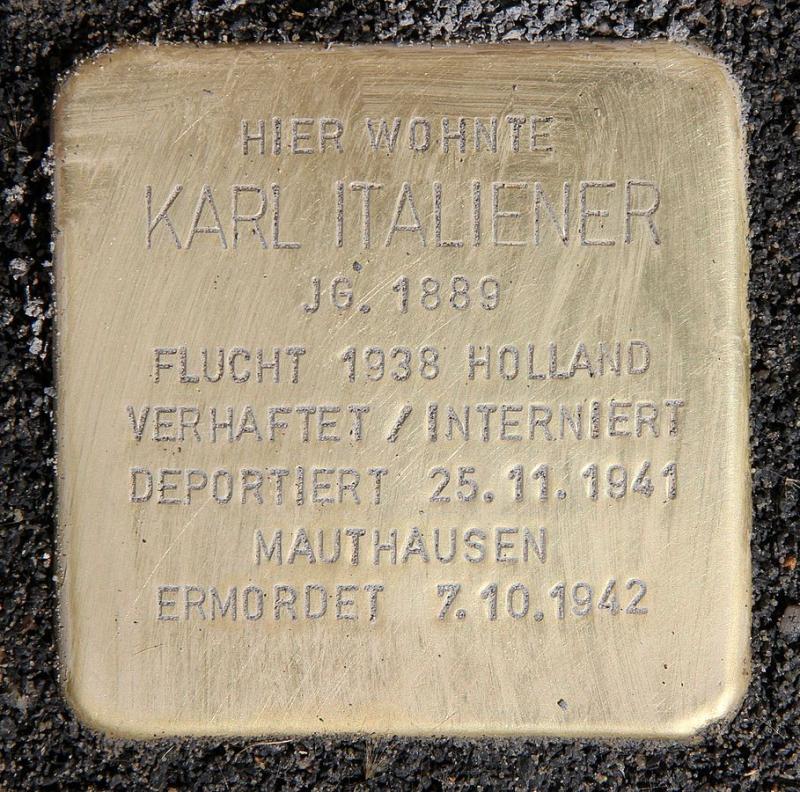 HIER WOHNTE
KARL ITALIENER
JG. 1889
FLUCHT 1938 HOLLAND
VERHAFTET / INTERNIERT
DEPORTIERT 25.11.1941
MAUTHAUSEN
ERMORDET 7.10.1942